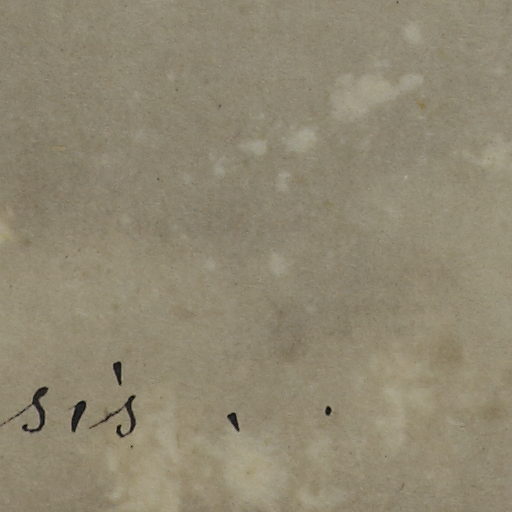 sis . .